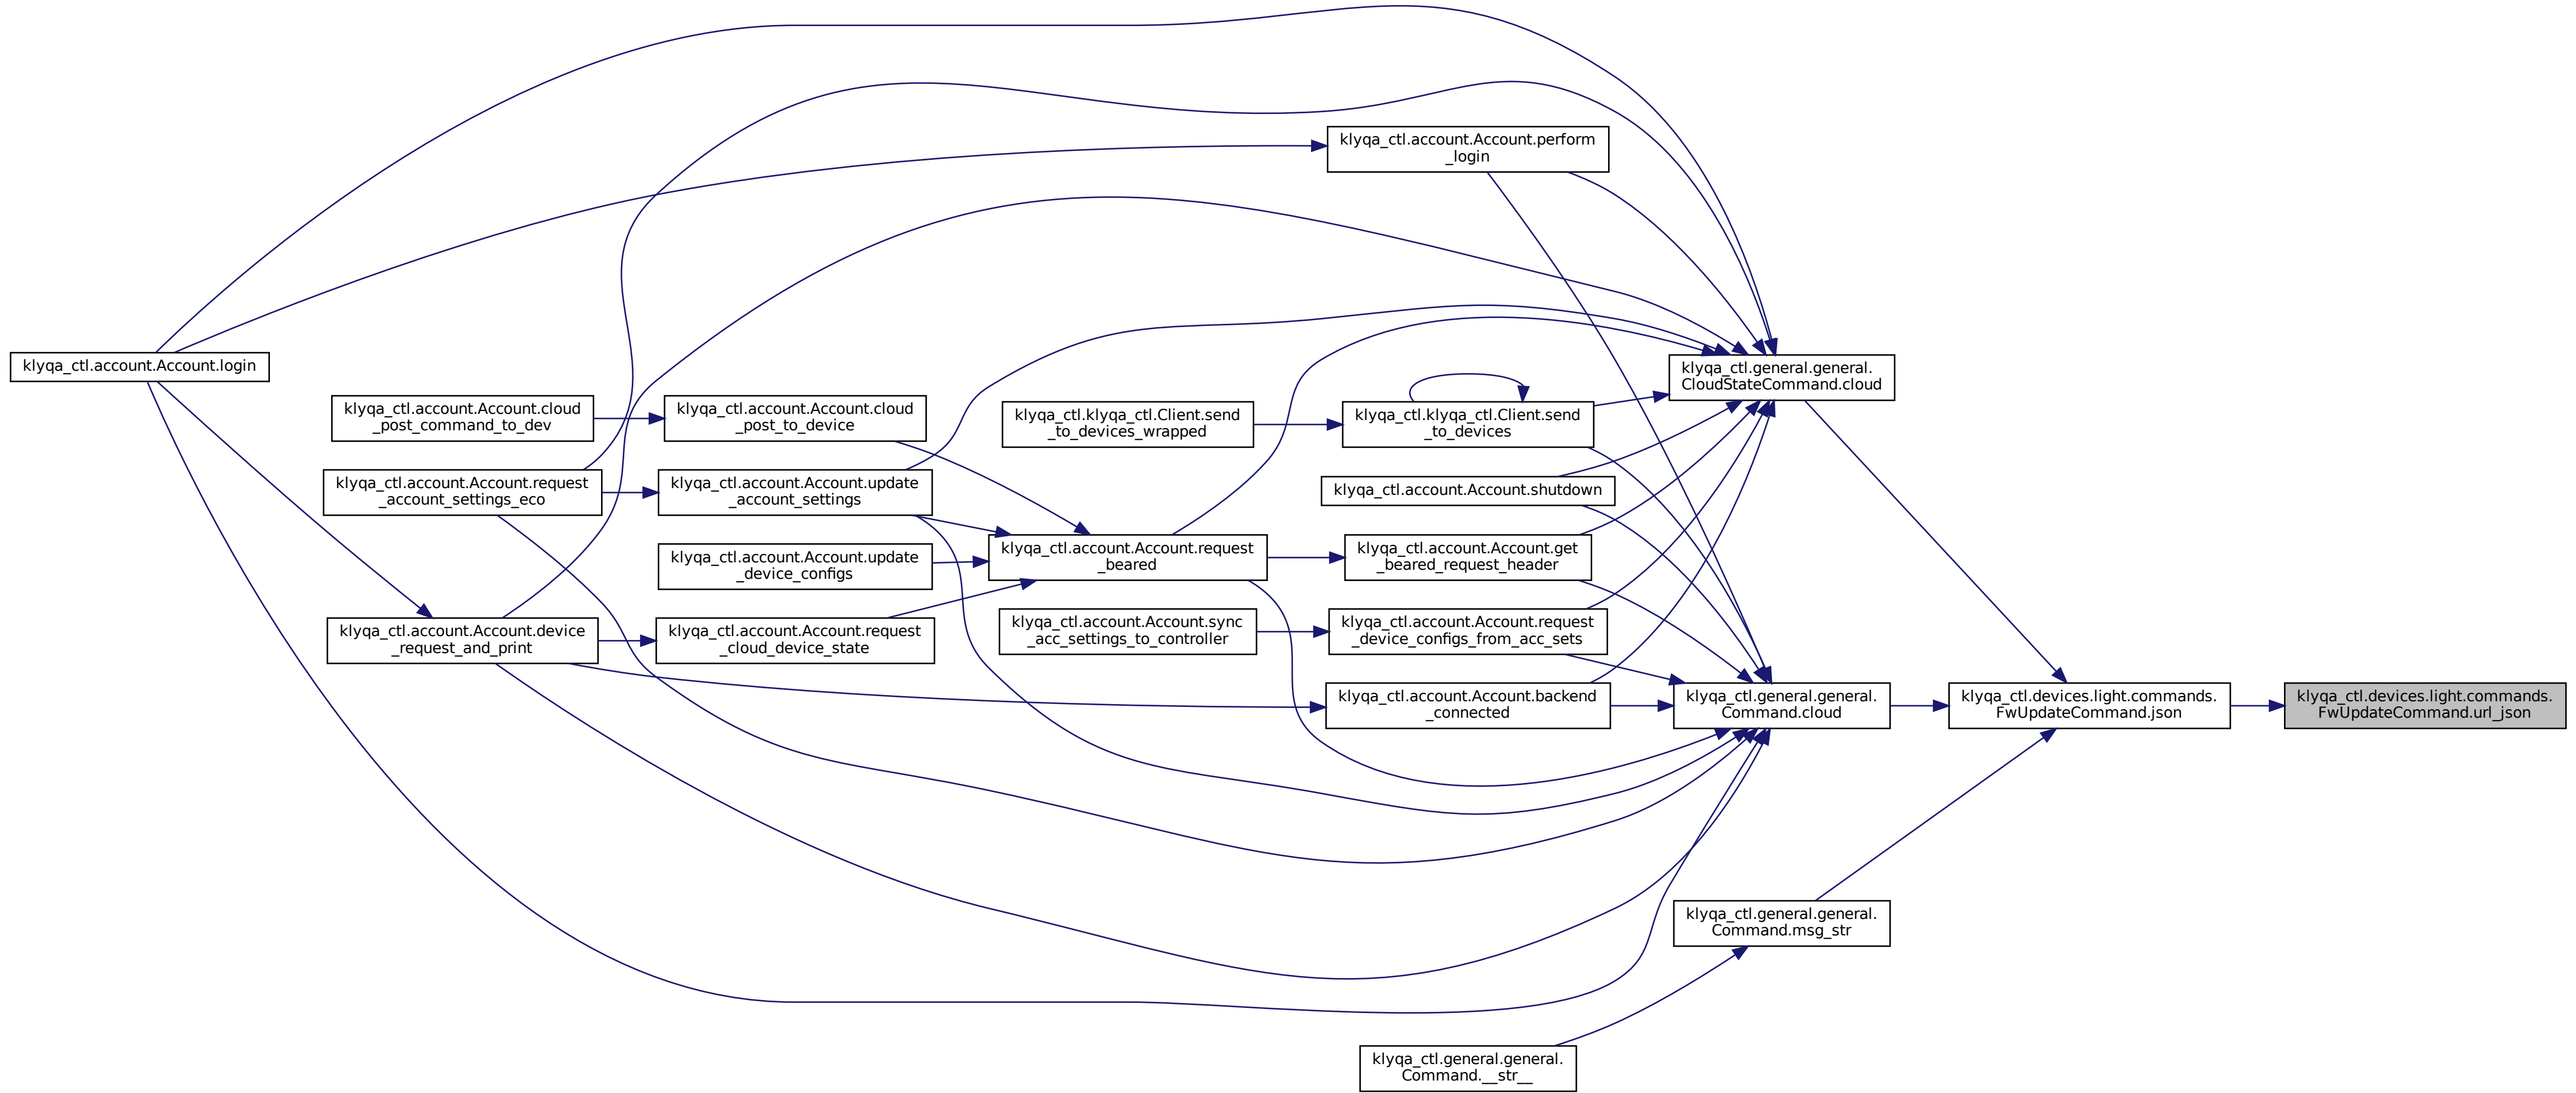 klyqa_ctl.account.Account.perform
_login
klyqa_ctl.account.Account.login
klyqa_ctl.general.general.
CloudStateCommand.cloud
klyqa_ctl.account.Account.cloud
_post_command_to_dev
klyqa_ctl.account.Account.cloud
_post_to_device
klyqa_ctl.klyqa_ctl.Client.send
_to_devices_wrapped
klyqa_ctl.klyqa_ctl.Client.send
_to_devices
klyqa_ctl.account.Account.request
_account_settings_eco
klyqa_ctl.account.Account.update
_account_settings
klyqa_ctl.account.Account.shutdown
klyqa_ctl.account.Account.update
_device_configs
klyqa_ctl.account.Account.request
_beared
klyqa_ctl.account.Account.get
_beared_request_header
klyqa_ctl.account.Account.device
_request_and_print
klyqa_ctl.account.Account.request
_cloud_device_state
klyqa_ctl.account.Account.sync
_acc_settings_to_controller
klyqa_ctl.account.Account.request
_device_configs_from_acc_sets
klyqa_ctl.account.Account.backend
_connected
klyqa_ctl.general.general.
Command.cloud
klyqa_ctl.devices.light.commands.
FwUpdateCommand.json
klyqa_ctl.devices.light.commands.
FwUpdateCommand.url_json
klyqa_ctl.general.general.
Command.msg_str
klyqa_ctl.general.general.
Command.__str__